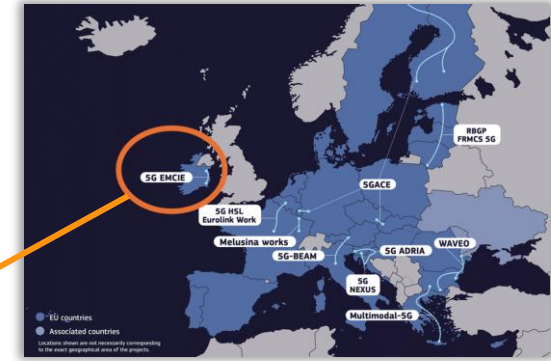 RBGP
FRMCS 5G
5G EMCIE
5GACE
5G HSL
Eurolink Work
Melusina works
5G ADRIA
WAVEO
5G-BEAM
5G
NEXUS
Multimodal-5G
EU countries
Associated countries
Locations shown are not necessarily corresponding
to the exact geographical area of the projects.